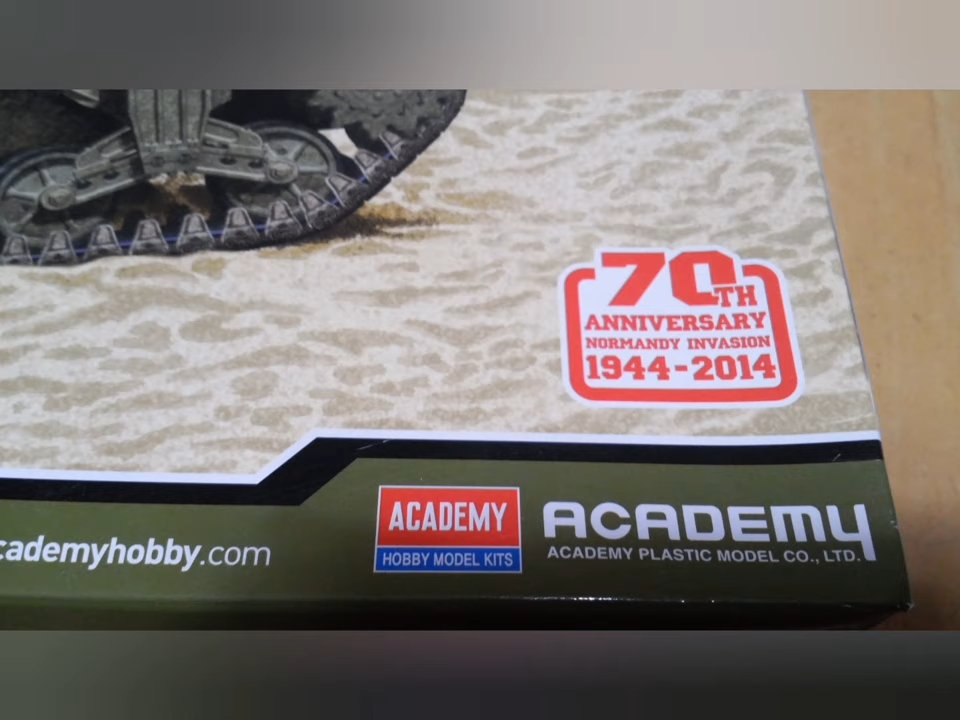 70TH
ANNIVERSARY
NORMANDY INVASION
1944-2014
cademyhobby.com
ACADEMY
HOBBY MODEL KITS
ACADEMY
ACADEMY PLASTIC MODEL CO., LTD.